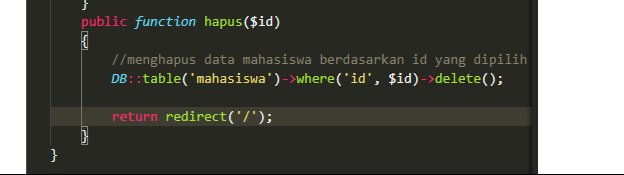 }
public function hapus($id)
{
//menghapus data mahasiswa berdasarkan id yang dipilih
DB::table('mahasiswa')->where('id', $id)->delete();
return redirect('/');
}
}